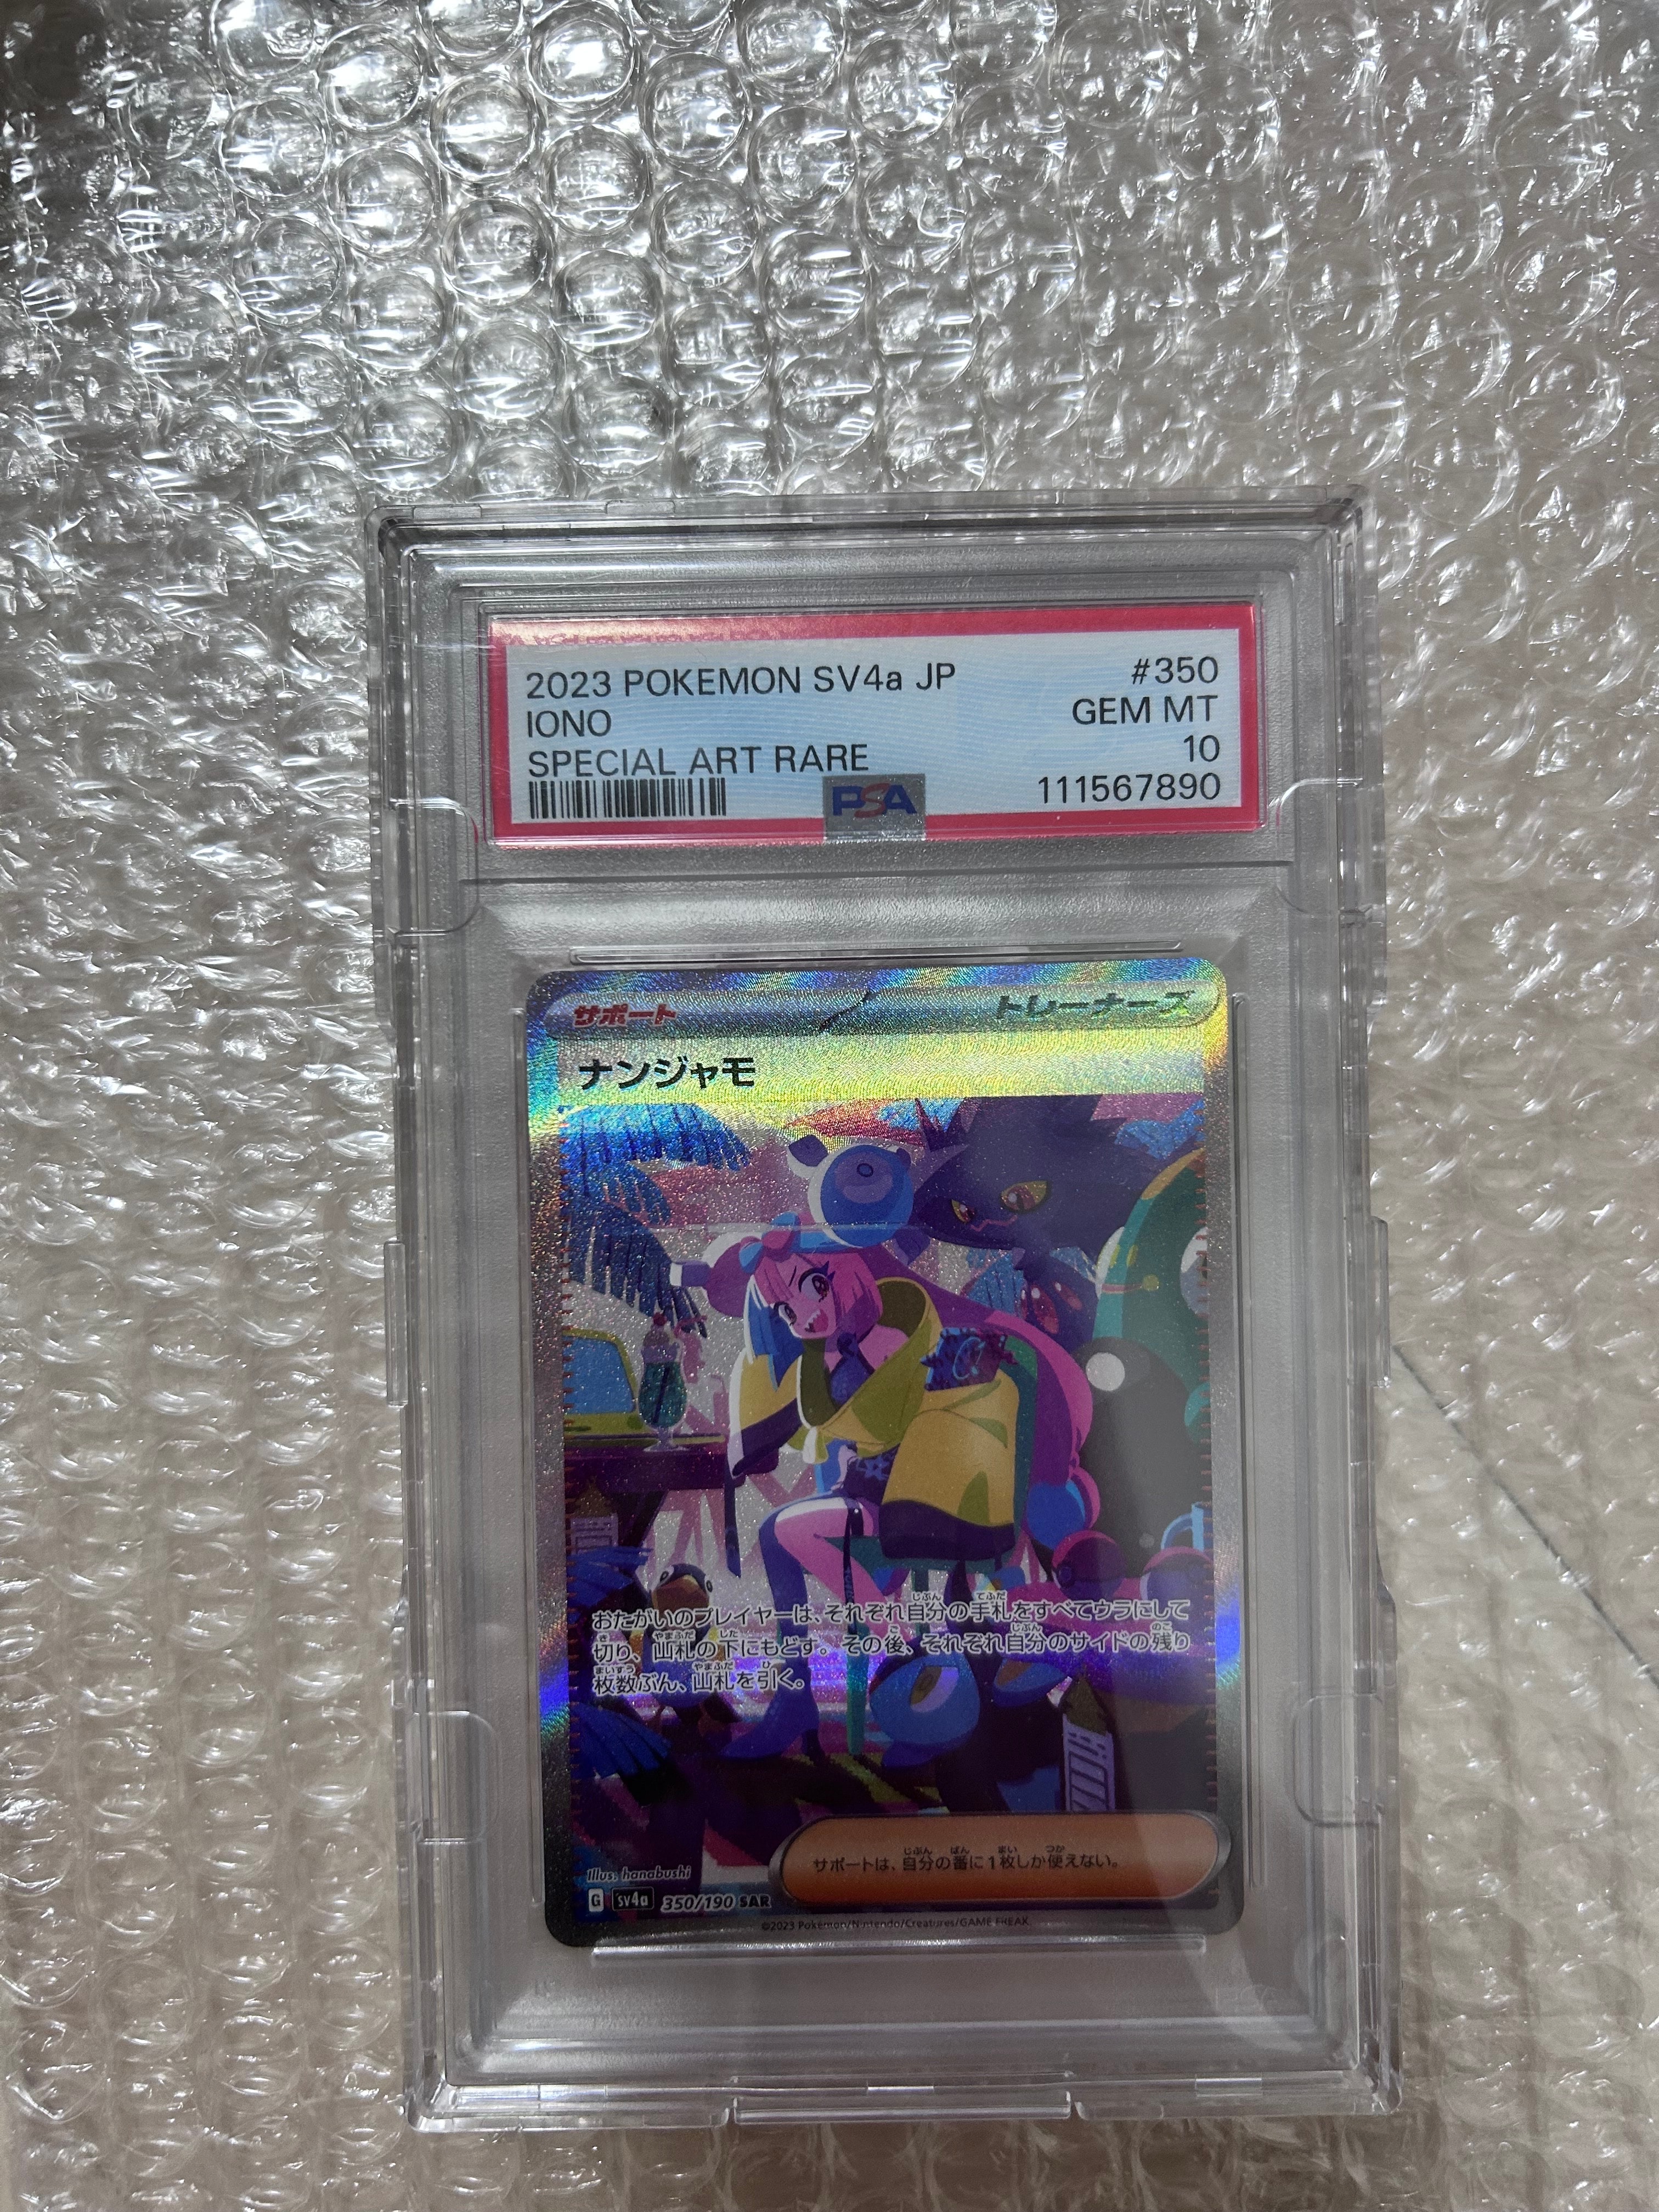 2023 POKEMON SV4a JP #350
IONO GEM MT
SPECIAL ART RARE 10
PSA 111567890
サポート トレーナーズ
ナンジャモ
おたがいのプレイヤーは、それぞれ自分の手札をすべてウラにして
切り、山札の下にもどす。その後、それぞれ自分のサイドの残り
枚数ぶん、山札を引く。
サポートは、自分の番に1枚しか使えない。
Illus. hanabushi
G sv4a 350/190 SAR
©2023 Pokémon/Nintendo/Creatures/GAME FREAK